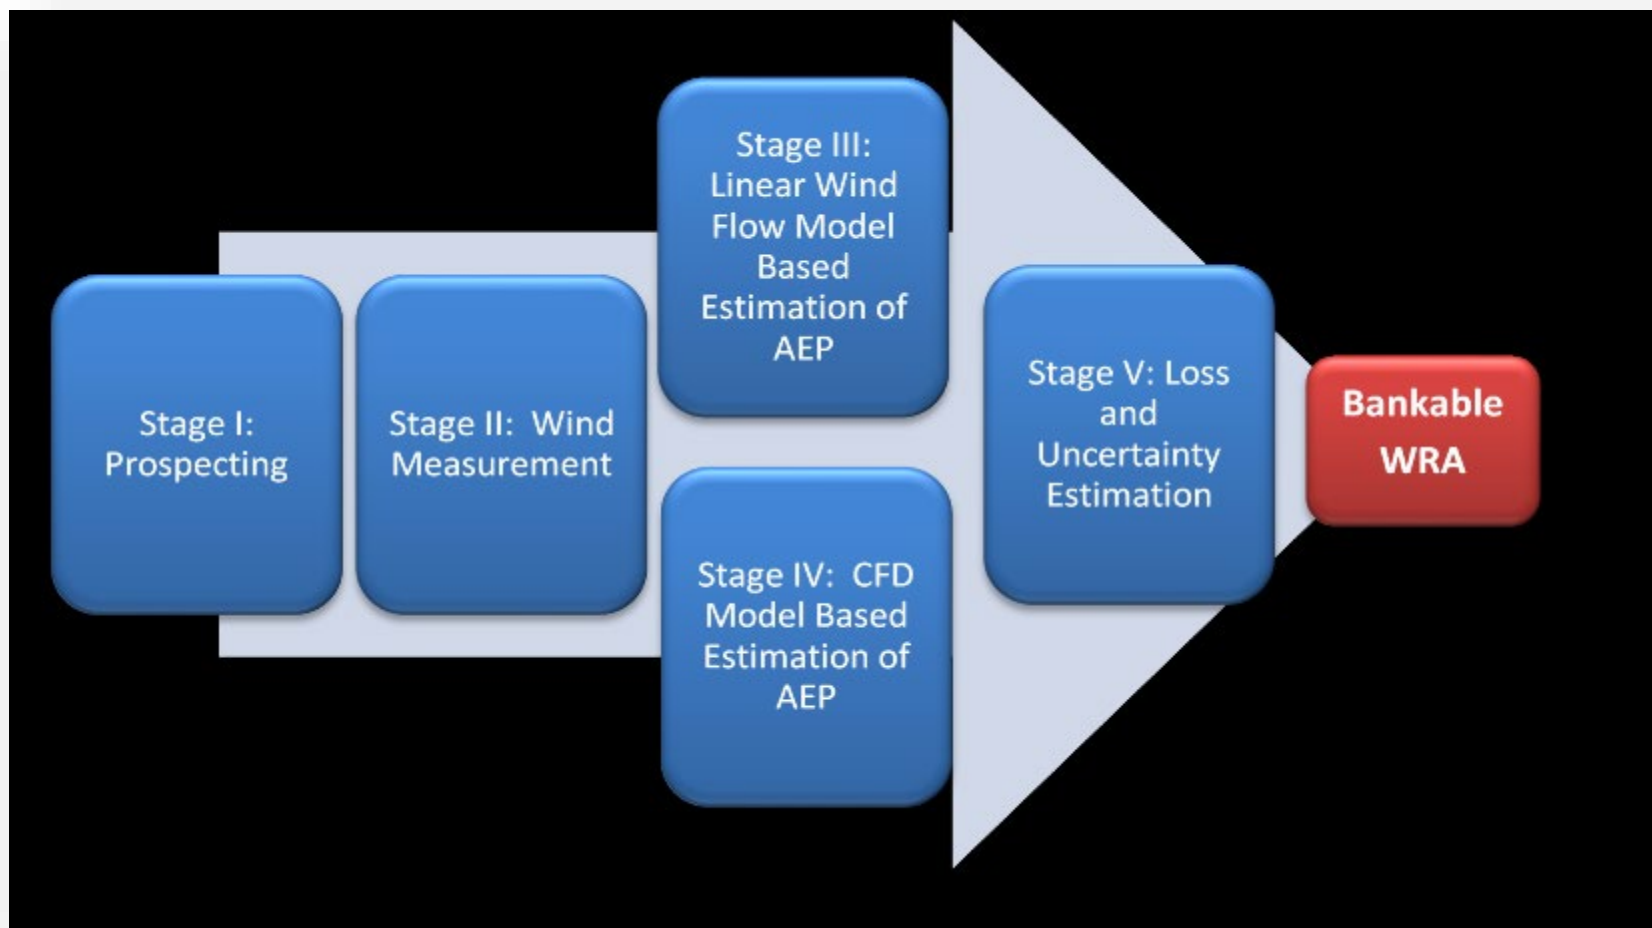 Stage I:
Prospecting
Stage II:  Wind
Measurement
Stage III:
Linear Wind
Flow Model
Based
Estimation of
AEP
Stage IV:  CFD
Model Based
Estimation of
AEP
Stage V: Loss
and
Uncertainty
Estimation
Bankable
WRA